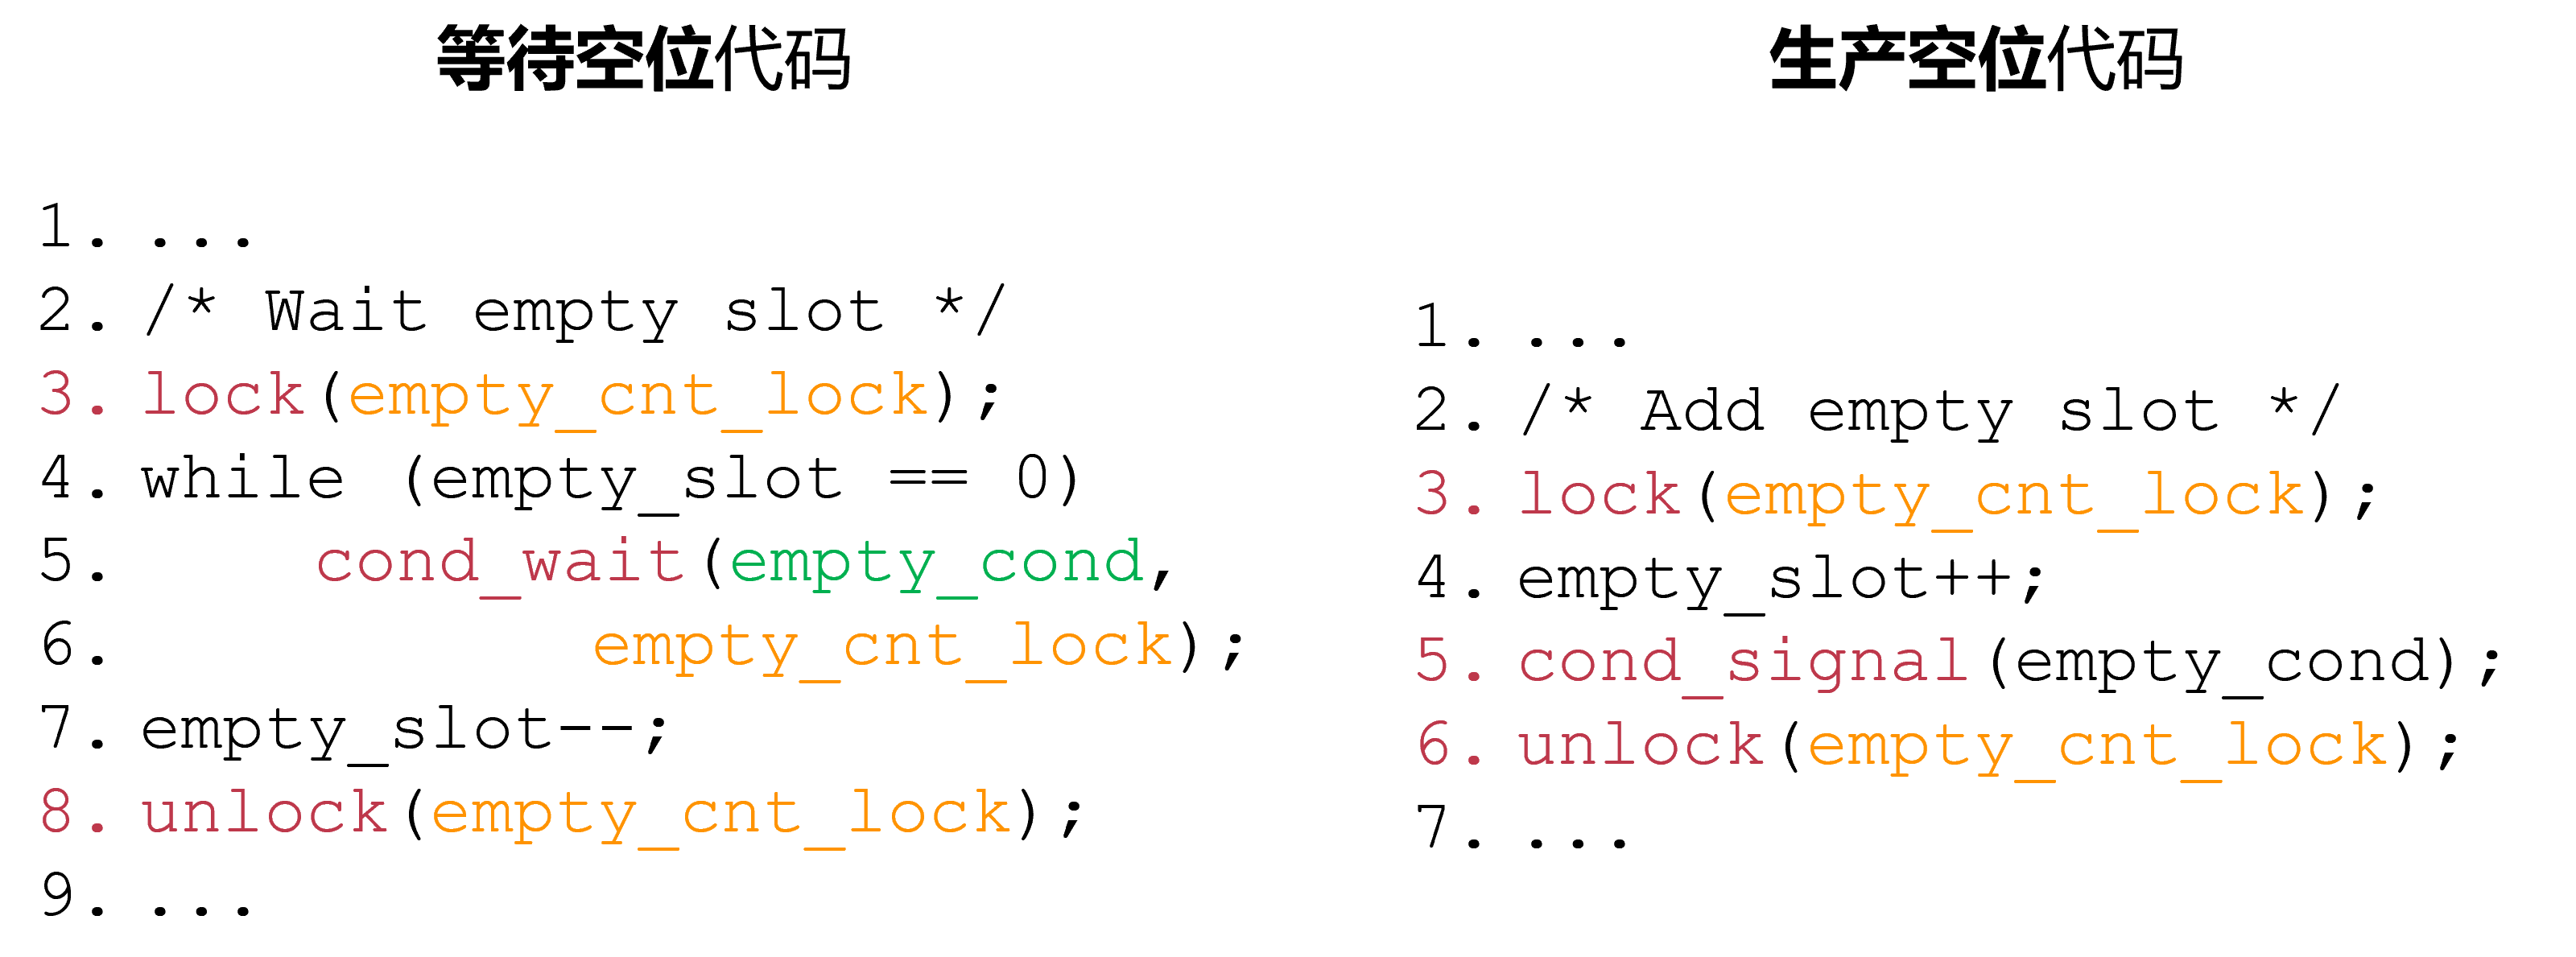 等待空位代码
1. ...
2. /* Wait empty slot */
3. lock(empty_cnt_lock);
4. while (empty_slot == 0)
5.     cond_wait(empty_cond,
6.           empty_cnt_lock);
7. empty_slot--;
8. unlock(empty_cnt_lock);
9. ...
生产空位代码
1. ...
2. /* Add empty slot */
3. lock(empty_cnt_lock);
4. empty_slot++;
5. cond_signal(empty_cond);
6. unlock(empty_cnt_lock);
7. ...